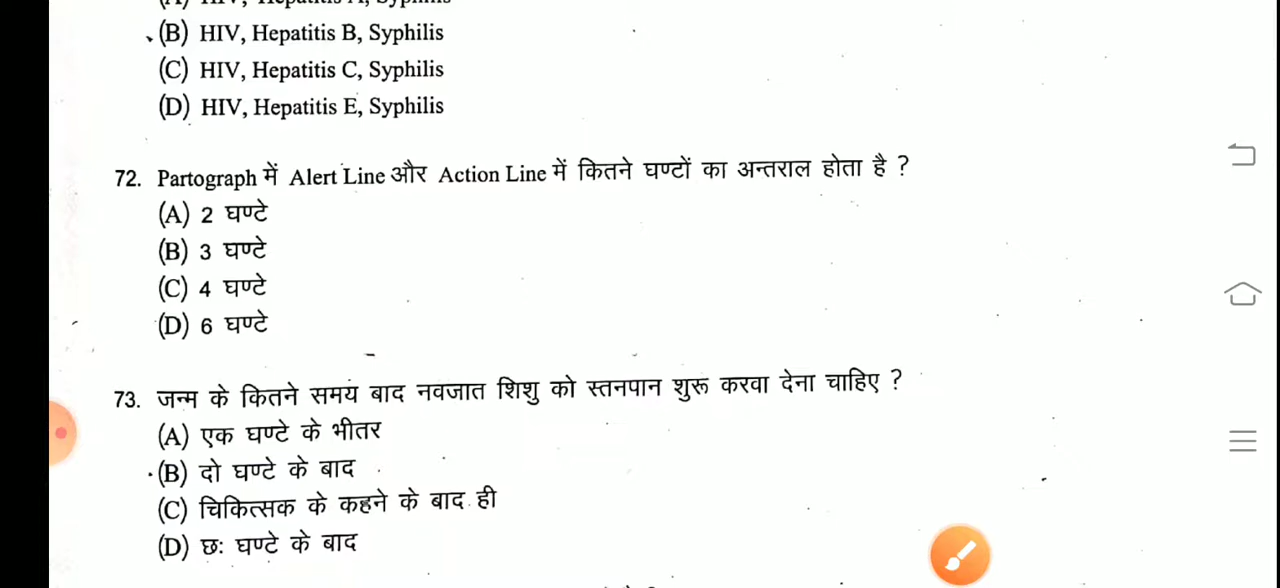 (B) HIV, Hepatitis B, Syphilis
(C) HIV, Hepatitis C, Syphilis
(D) HIV, Hepatitis E, Syphilis
72. Partograph में Alert Line और Action Line में कितने घण्टों का अन्तराल होता है ?
(A) 2 घण्टे
(B) 3 घण्टे
(C) 4 घण्टे
(D) 6 घण्टे
73. जन्म के कितने समय बाद नवजात शिशु को स्तनपान शुरू करवा देना चाहिए ?
(A) एक घण्टे के भीतर
(B) दो घण्टे के बाद
(C) चिकित्सक के कहने के बाद ही
(D) छः घण्टे के बाद